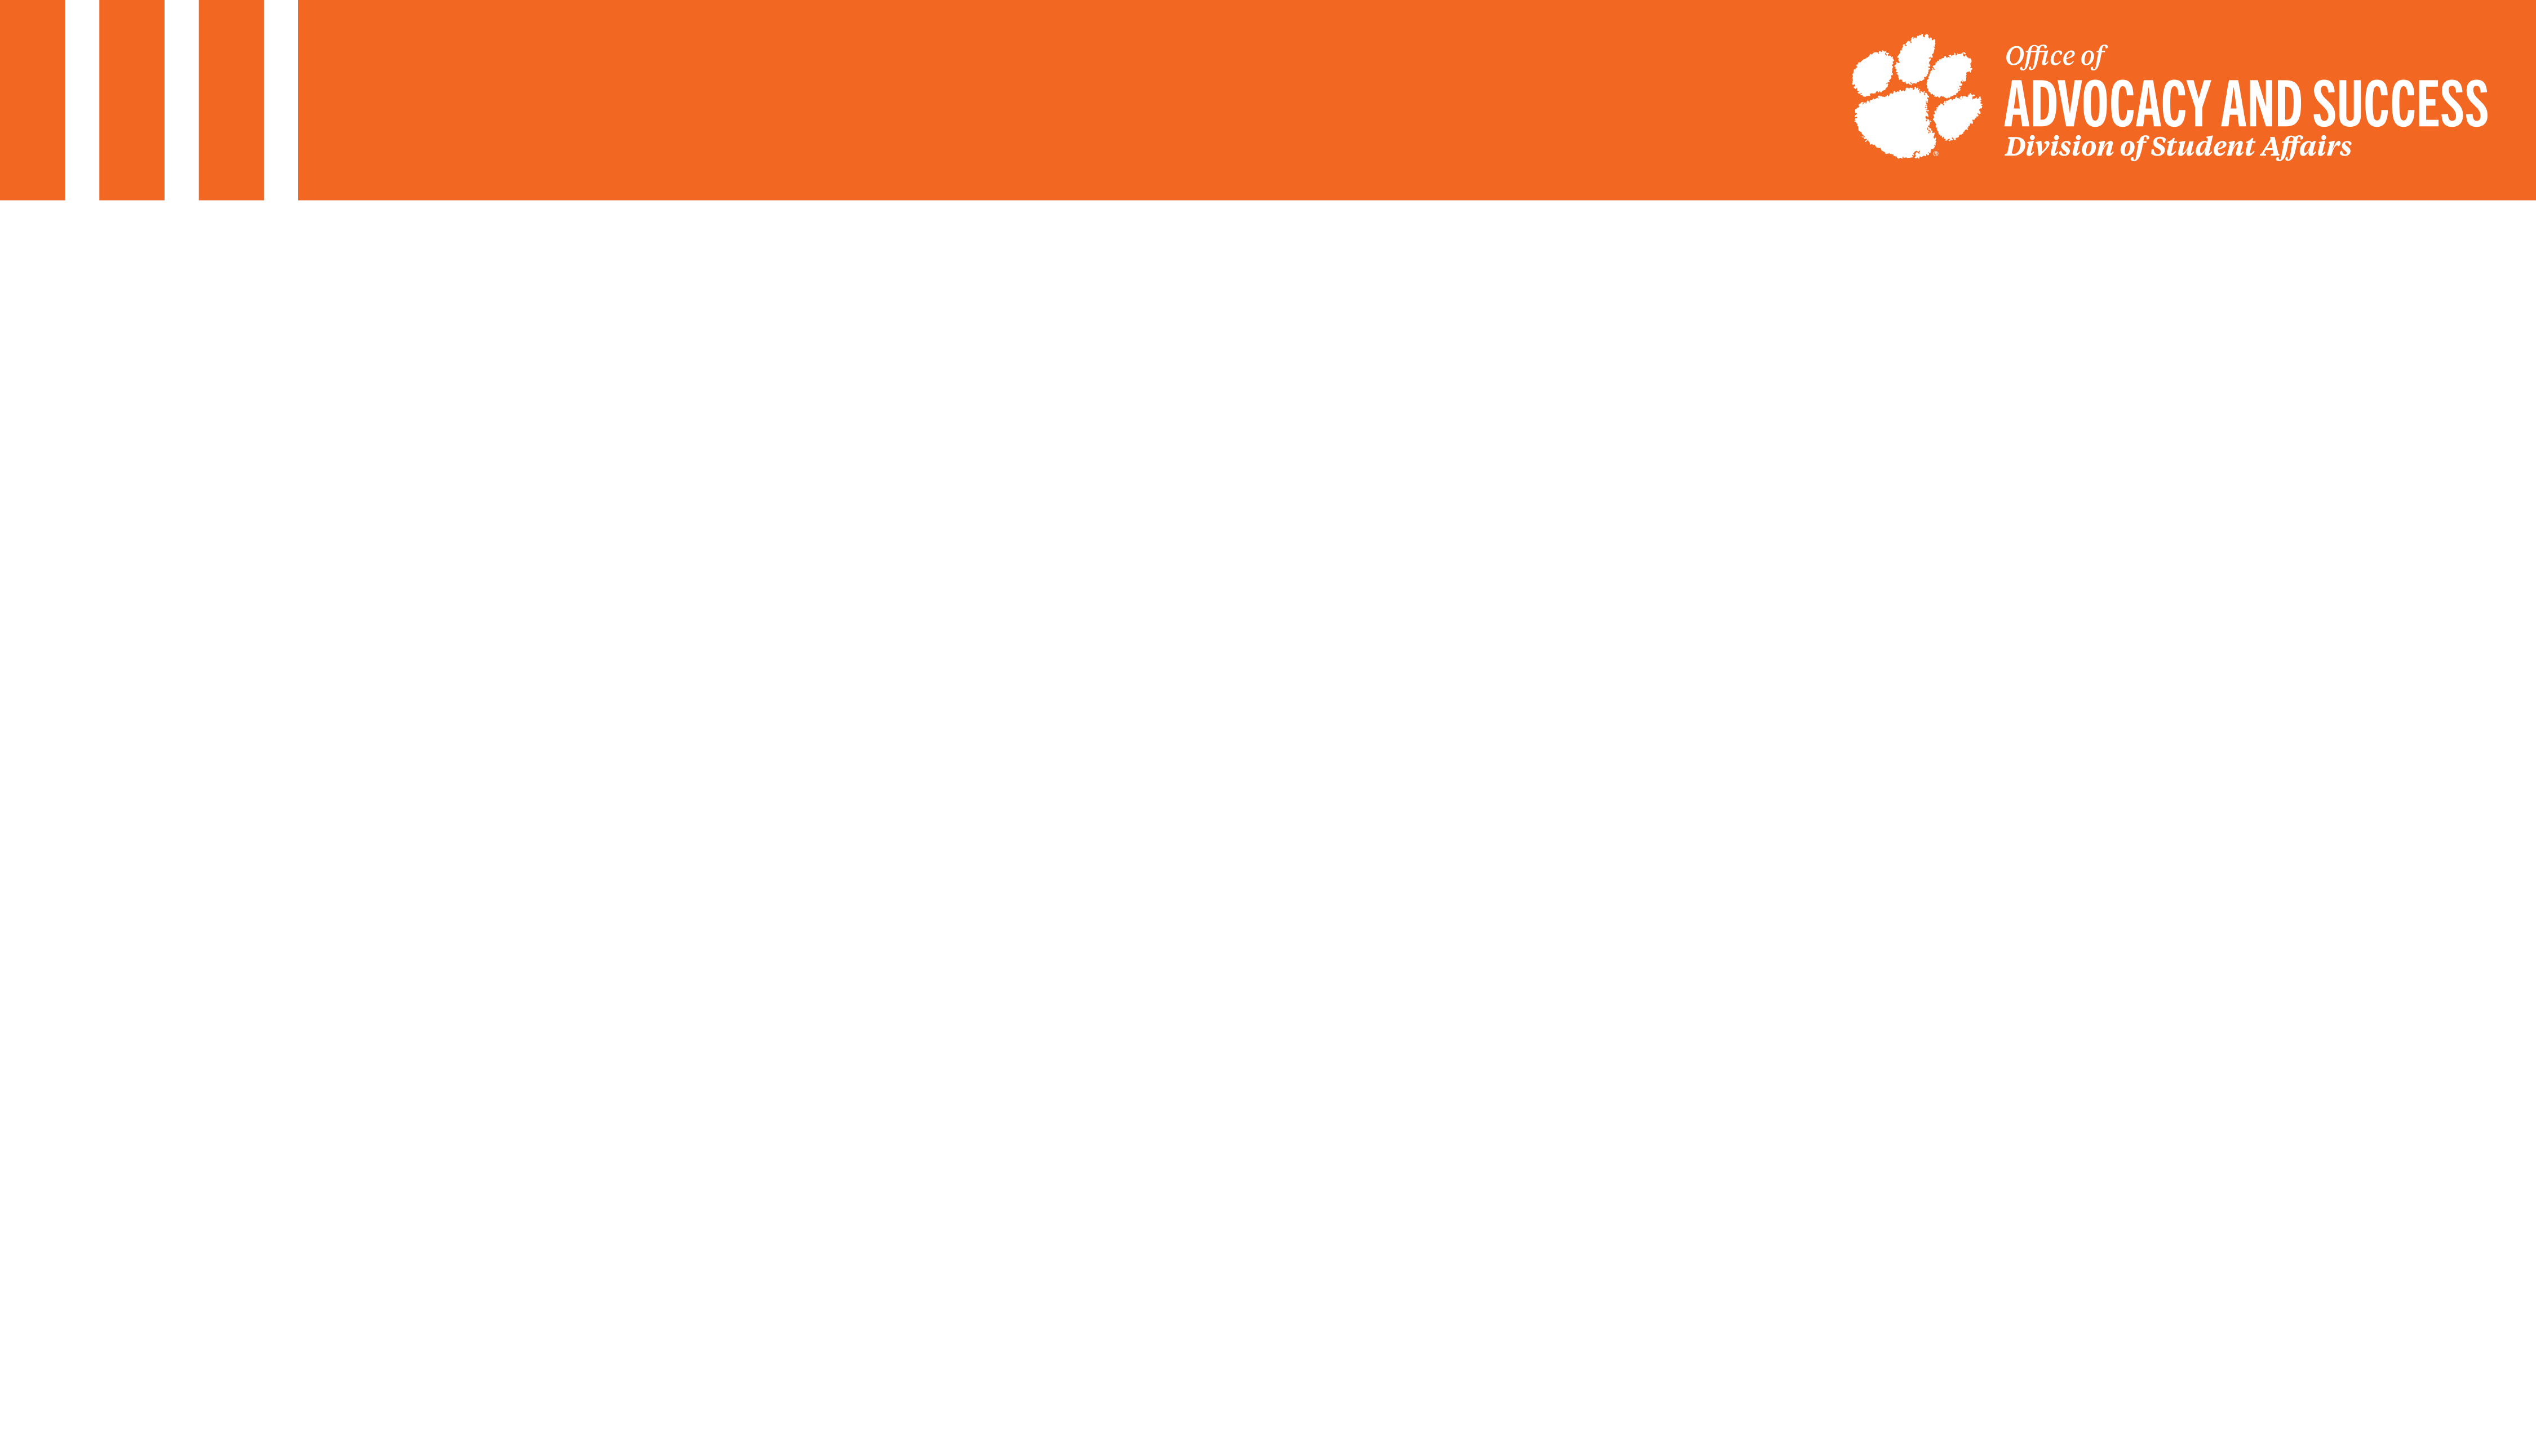 Office of
ADVOCACY AND SUCCESS
Division of Student Affairs
®